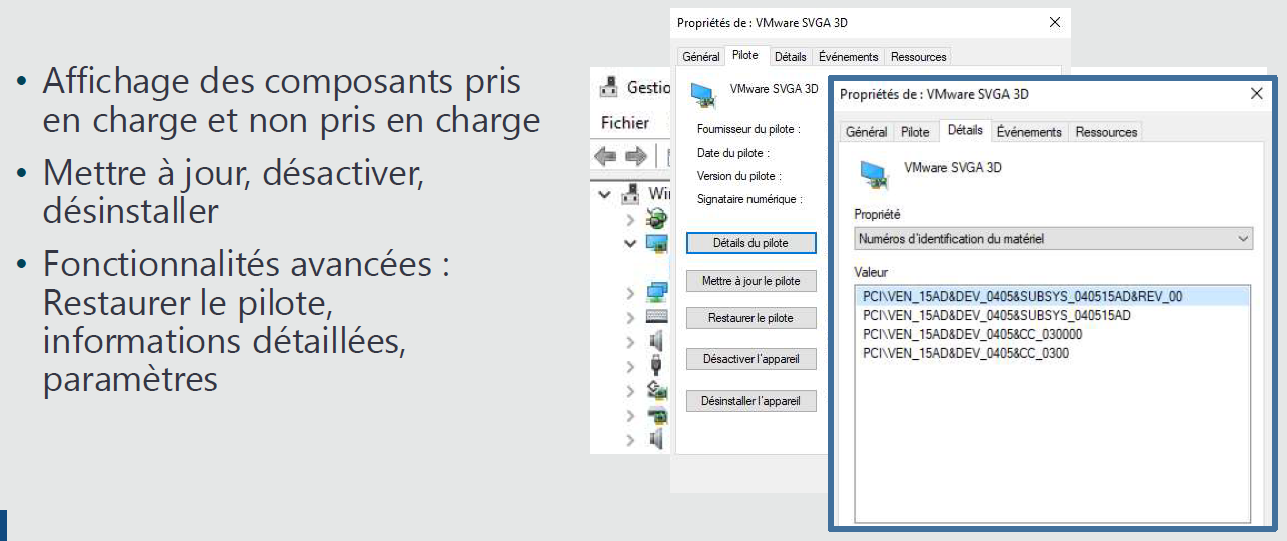 • Affichage des composants pris
en charge et non pris en charge
• Mettre à jour, désactiver,
désinstaller
• Fonctionnalités avancées :
Restaurer le pilote,
informations détaillées,
paramètres
Fichier
Propriétés de : VMware SVGA 3D
Général Pilote Détails Événements Ressources
VMware SVGA 3D
Fournisseur du pilote :
Date du pilote :
Version du pilote :
Signataire numérique :
Détails du pilote
Mettre à jour le pilote
Restaurer le pilote
Désactiver l'appareil
Désinstaller l'appareil
Propriétés de : VMware SVGA 3D
Général Pilote Détails Événements Ressources
VMware SVGA 3D
Propriété
Numéros d'identification du matériel
Valeur
PCI\VEN_15AD&DEV_0405&SUBSYS_040515AD&REV_00
PCI\VEN_15AD&DEV_0405&SUBSYS_040515AD
PCI\VEN_15AD&DEV_0405&CC_030000
PCI\VEN_15AD&DEV_0405&CC_0300